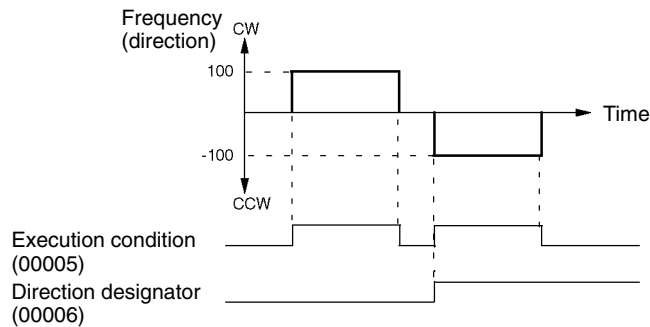 Frequency
(direction)
CW
100
Time
-100
CCW
Execution condition
(00005)
Direction designator
(00006)